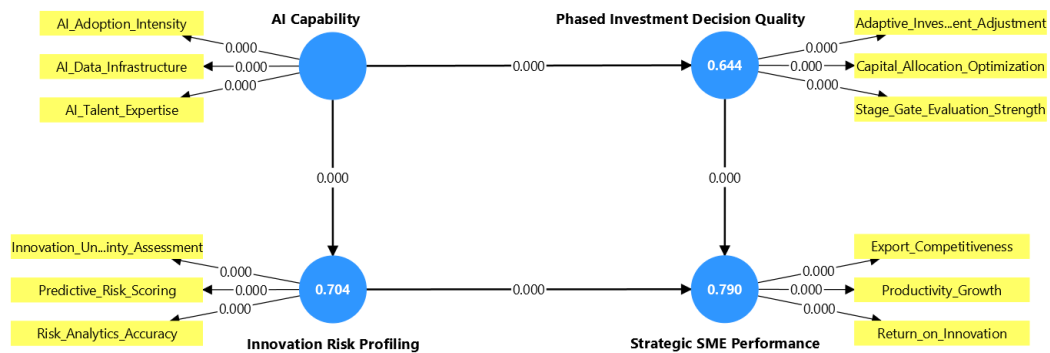 AI Capability
Phased Investment Decision Quality
AI_Adoption_Intensity
AI_Data_Infrastructure
AI_Talent_Expertise
0.000
0.000
0.000
0.000
0.644
0.000
0.000
0.000
Adaptive_Inves...ent_Adjustment
Capital_Allocation_Optimization
Stage_Gate_Evaluation_Strength
0.000
0.000
Innovation_Un...inty_Assessment
Predictive_Risk_Scoring
Risk_Analytics_Accuracy
0.000
0.000
0.000
0.704
0.000
0.790
0.000
0.000
0.000
Export_Competitiveness
Productivity_Growth
Return_on_Innovation
Innovation Risk Profiling
Strategic SME Performance